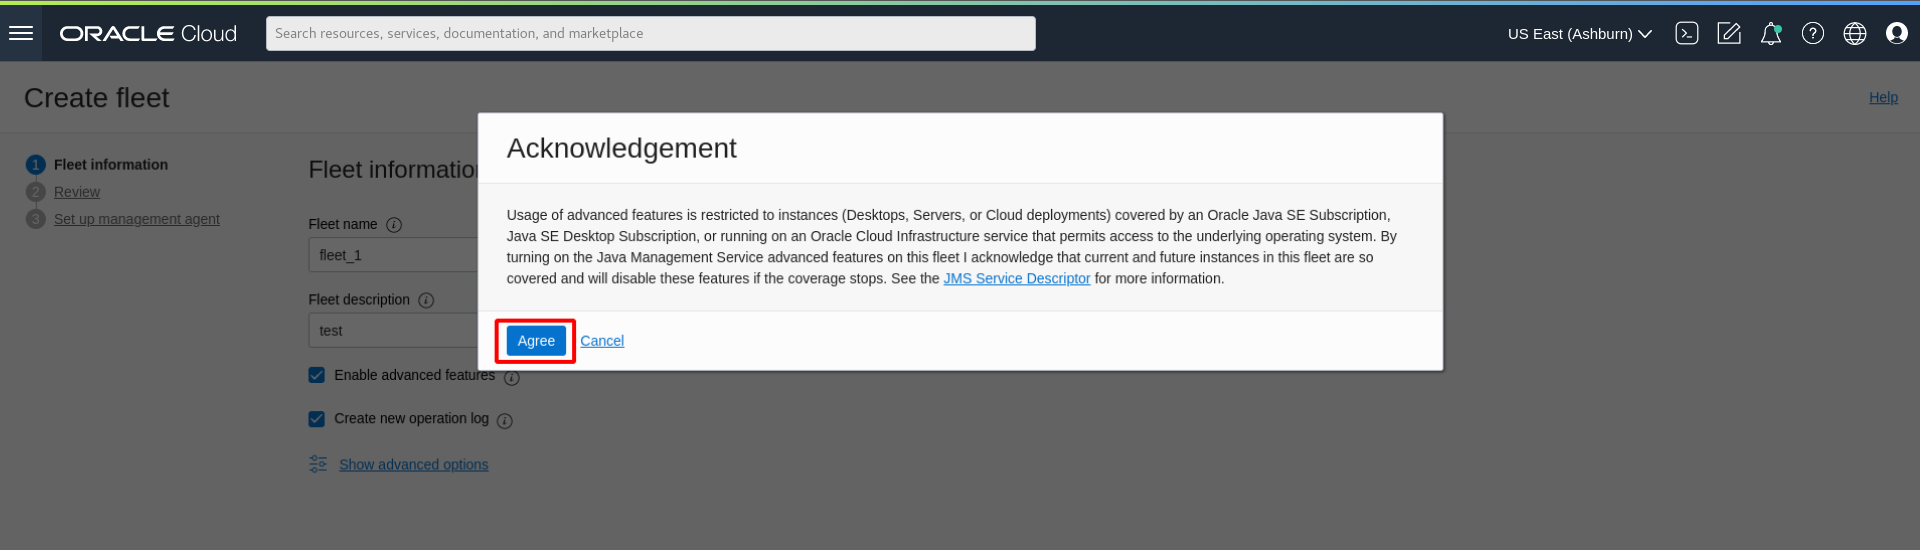 ORACLE Cloud
Search resources, services, documentation, and marketplace
US East (Ashburn)
Create fleet
Help
1 Fleet information
2 Review
3 Set up management agent
Fleet information
Fleet name
fleet_1
Fleet description
test
Enable advanced features
Create new operation log
Show advanced options
Acknowledgement
Usage of advanced features is restricted to instances (Desktops, Servers, or Cloud deployments) covered by an Oracle Java SE Subscription,
Java SE Desktop Subscription, or running on an Oracle Cloud Infrastructure service that permits access to the underlying operating system. By
turning on the Java Management Service advanced features on this fleet I acknowledge that current and future instances in this fleet are so
covered and will disable these features if the coverage stops. See the JMS Service Descriptor for more information.
Agree Cancel